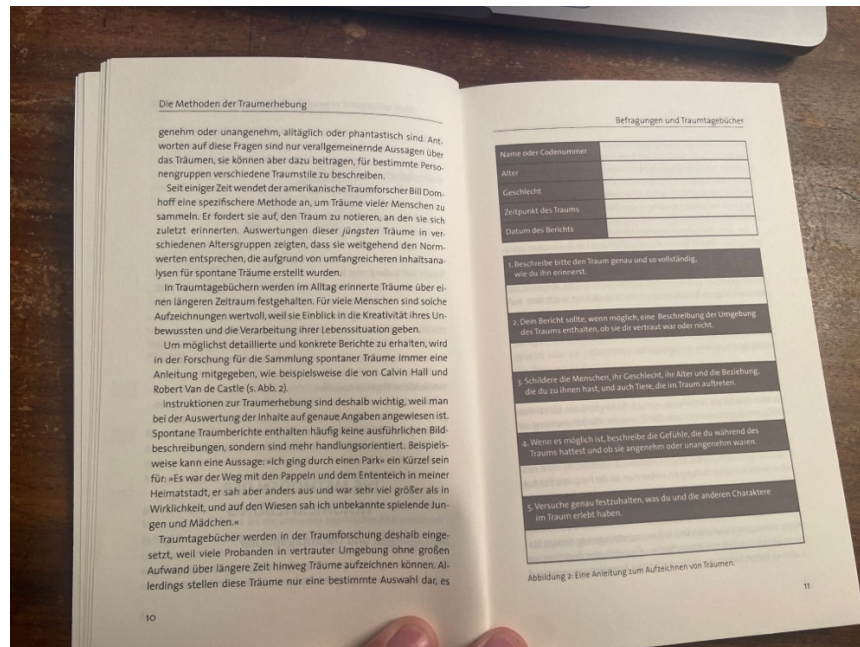 Die Methoden der Traumerhebung
genehm oder unangenehm, alltäglich oder phantastisch sind. Ant-
worten auf diese Fragen sind nur verallgemeinernde Aussagen über
das Träumen, sie können aber dazu beitragen, für bestimmte Perso-
nengruppen verschiedene Traumstile zu beschreiben.
Seit einiger Zeit wendet der amerikanische Traumforscher Bill Dom-
hoff eine spezifischere Methode an, um Träume vieler Menschen zu
sammeln. Er fordert sie auf, den Traum zu notieren, an den sie sich
zuletzt erinnerten. Auswertungen dieser jüngsten Träume in ver-
schiedenen Altersgruppen zeigten, dass sie weitgehend den Norm-
werten entsprechen, die aufgrund von umfangreicheren Inhaltsana-
lysen für spontane Träume erstellt wurden.
In Traumtagebüchern werden im Alltag erinnerte Träume über ei-
nen längeren Zeitraum festgehalten. Für viele Menschen sind solche
Aufzeichnungen wertvoll, weil sie Einblick in die Kreativität ihres Un-
bewussten und die Verarbeitung ihrer Lebenssituation geben.
Um möglichst detaillierte und konkrete Berichte zu erhalten, wird
in der Forschung für die Sammlung spontaner Träume immer eine
Anleitung mitgegeben, wie beispielsweise die von Calvin Hall und
Robert Van de Castle (s. Abb. 2).
Instruktionen zur Traumerhebung sind deshalb wichtig, weil man
bei der Auswertung der Inhalte auf genaue Angaben angewiesen ist.
Spontane Traumberichte enthalten häufig keine ausführlichen Bild-
beschreibungen, sondern sind mehr handlungsorientiert. Beispiels-
weise kann eine Aussage: »Ich ging durch einen Park« ein Kürzel sein
für: »Es war der Weg mit den Pappeln und dem Ententeich in meiner
Heimatstadt, er sah aber anders aus und war sehr viel größer als in
Wirklichkeit, und auf den Wiesen sah ich unbekannte spielende Jun-
gen und Mädchen.«
Traumtagebücher werden in der Traumforschung deshalb einge-
setzt, weil viele Probanden in vertrauter Umgebung ohne großen
Aufwand über längere Zeit hinweg Träume aufzeichnen können. Al-
lerdings stellen diese Träume nur eine bestimmte Auswahl dar, es
10
Befragungen und Traumtagebücher
Name oder Codenummer
Alter
Geschlecht
Zeitpunkt des Traums
Datum des Berichts
1. Beschreibe bitte den Traum genau und so vollständig,
wie du ihn erinnerst.
2. Dein Bericht sollte, wenn möglich, eine Beschreibung der Umgebung
des Traums enthalten, ob sie dir vertraut war oder nicht.
3. Schildere die Menschen, ihr Geschlecht, ihr Alter und die Beziehung,
die du zu ihnen hast, und auch Tiere, die im Traum auftreten.
4. Wenn es möglich ist, beschreibe die Gefühle, die du während des
Traums hattest und ob sie angenehm oder unangenehm waren.
5. Versuche genau festzuhalten, was du und die anderen Charaktere
im Traum erlebt haben.
Abbildung 2: Eine Anleitung zum Aufzeichnen von Träumen.
11